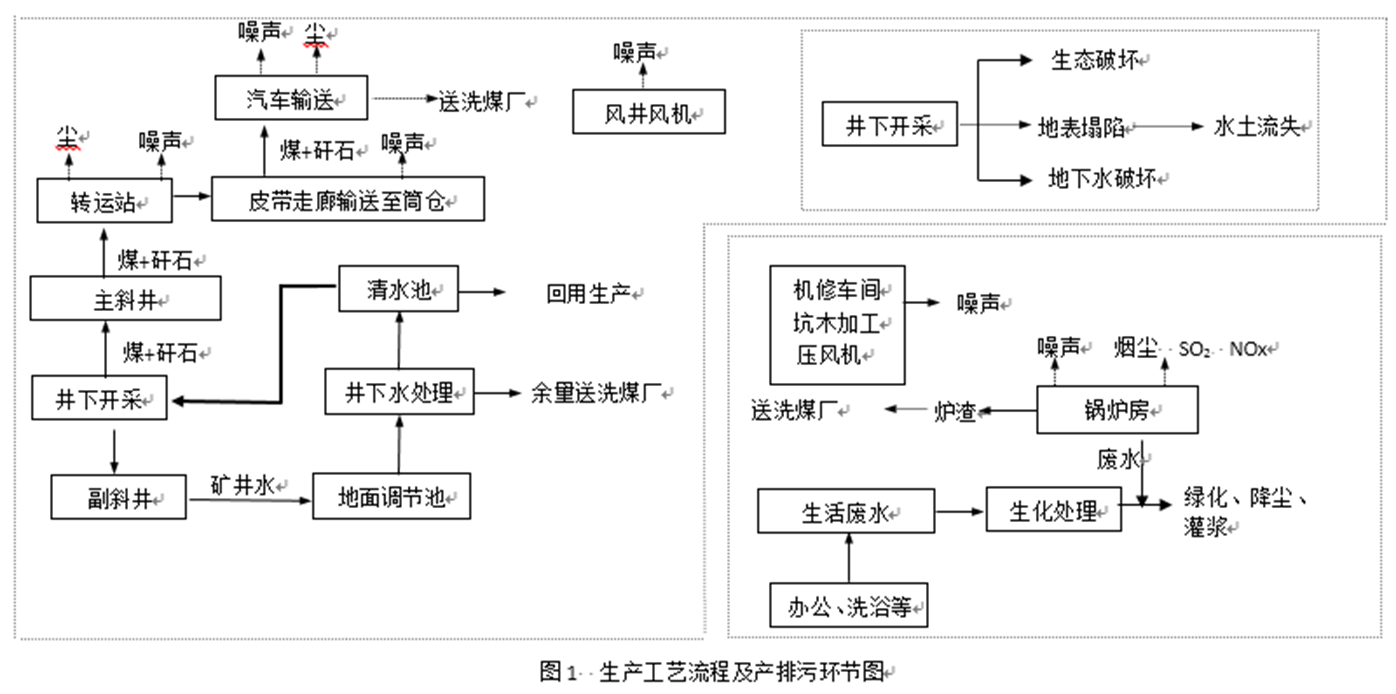 噪声 尘
汽车输送
送洗煤厂
噪声
风井风机
尘
噪声
煤+矸石
噪声
转运站
皮带走廊输送至筒仓
煤+矸石
主斜井
煤+矸石
井下开采
副斜井
矿井水
地面调节池
井下水处理
余量送洗煤厂
清水池
回用生产
井下开采
生态破坏
地表塌陷
水土流失
地下水破坏
机修车间
坑木加工
压风机
噪声
噪声
烟尘 SO₂ NOx
锅炉房
炉渣
送洗煤厂
废水
生活废水
生化处理
绿化、降尘、
灌浆
办公、洗浴等
图 1 生产工艺流程及产排污环节图